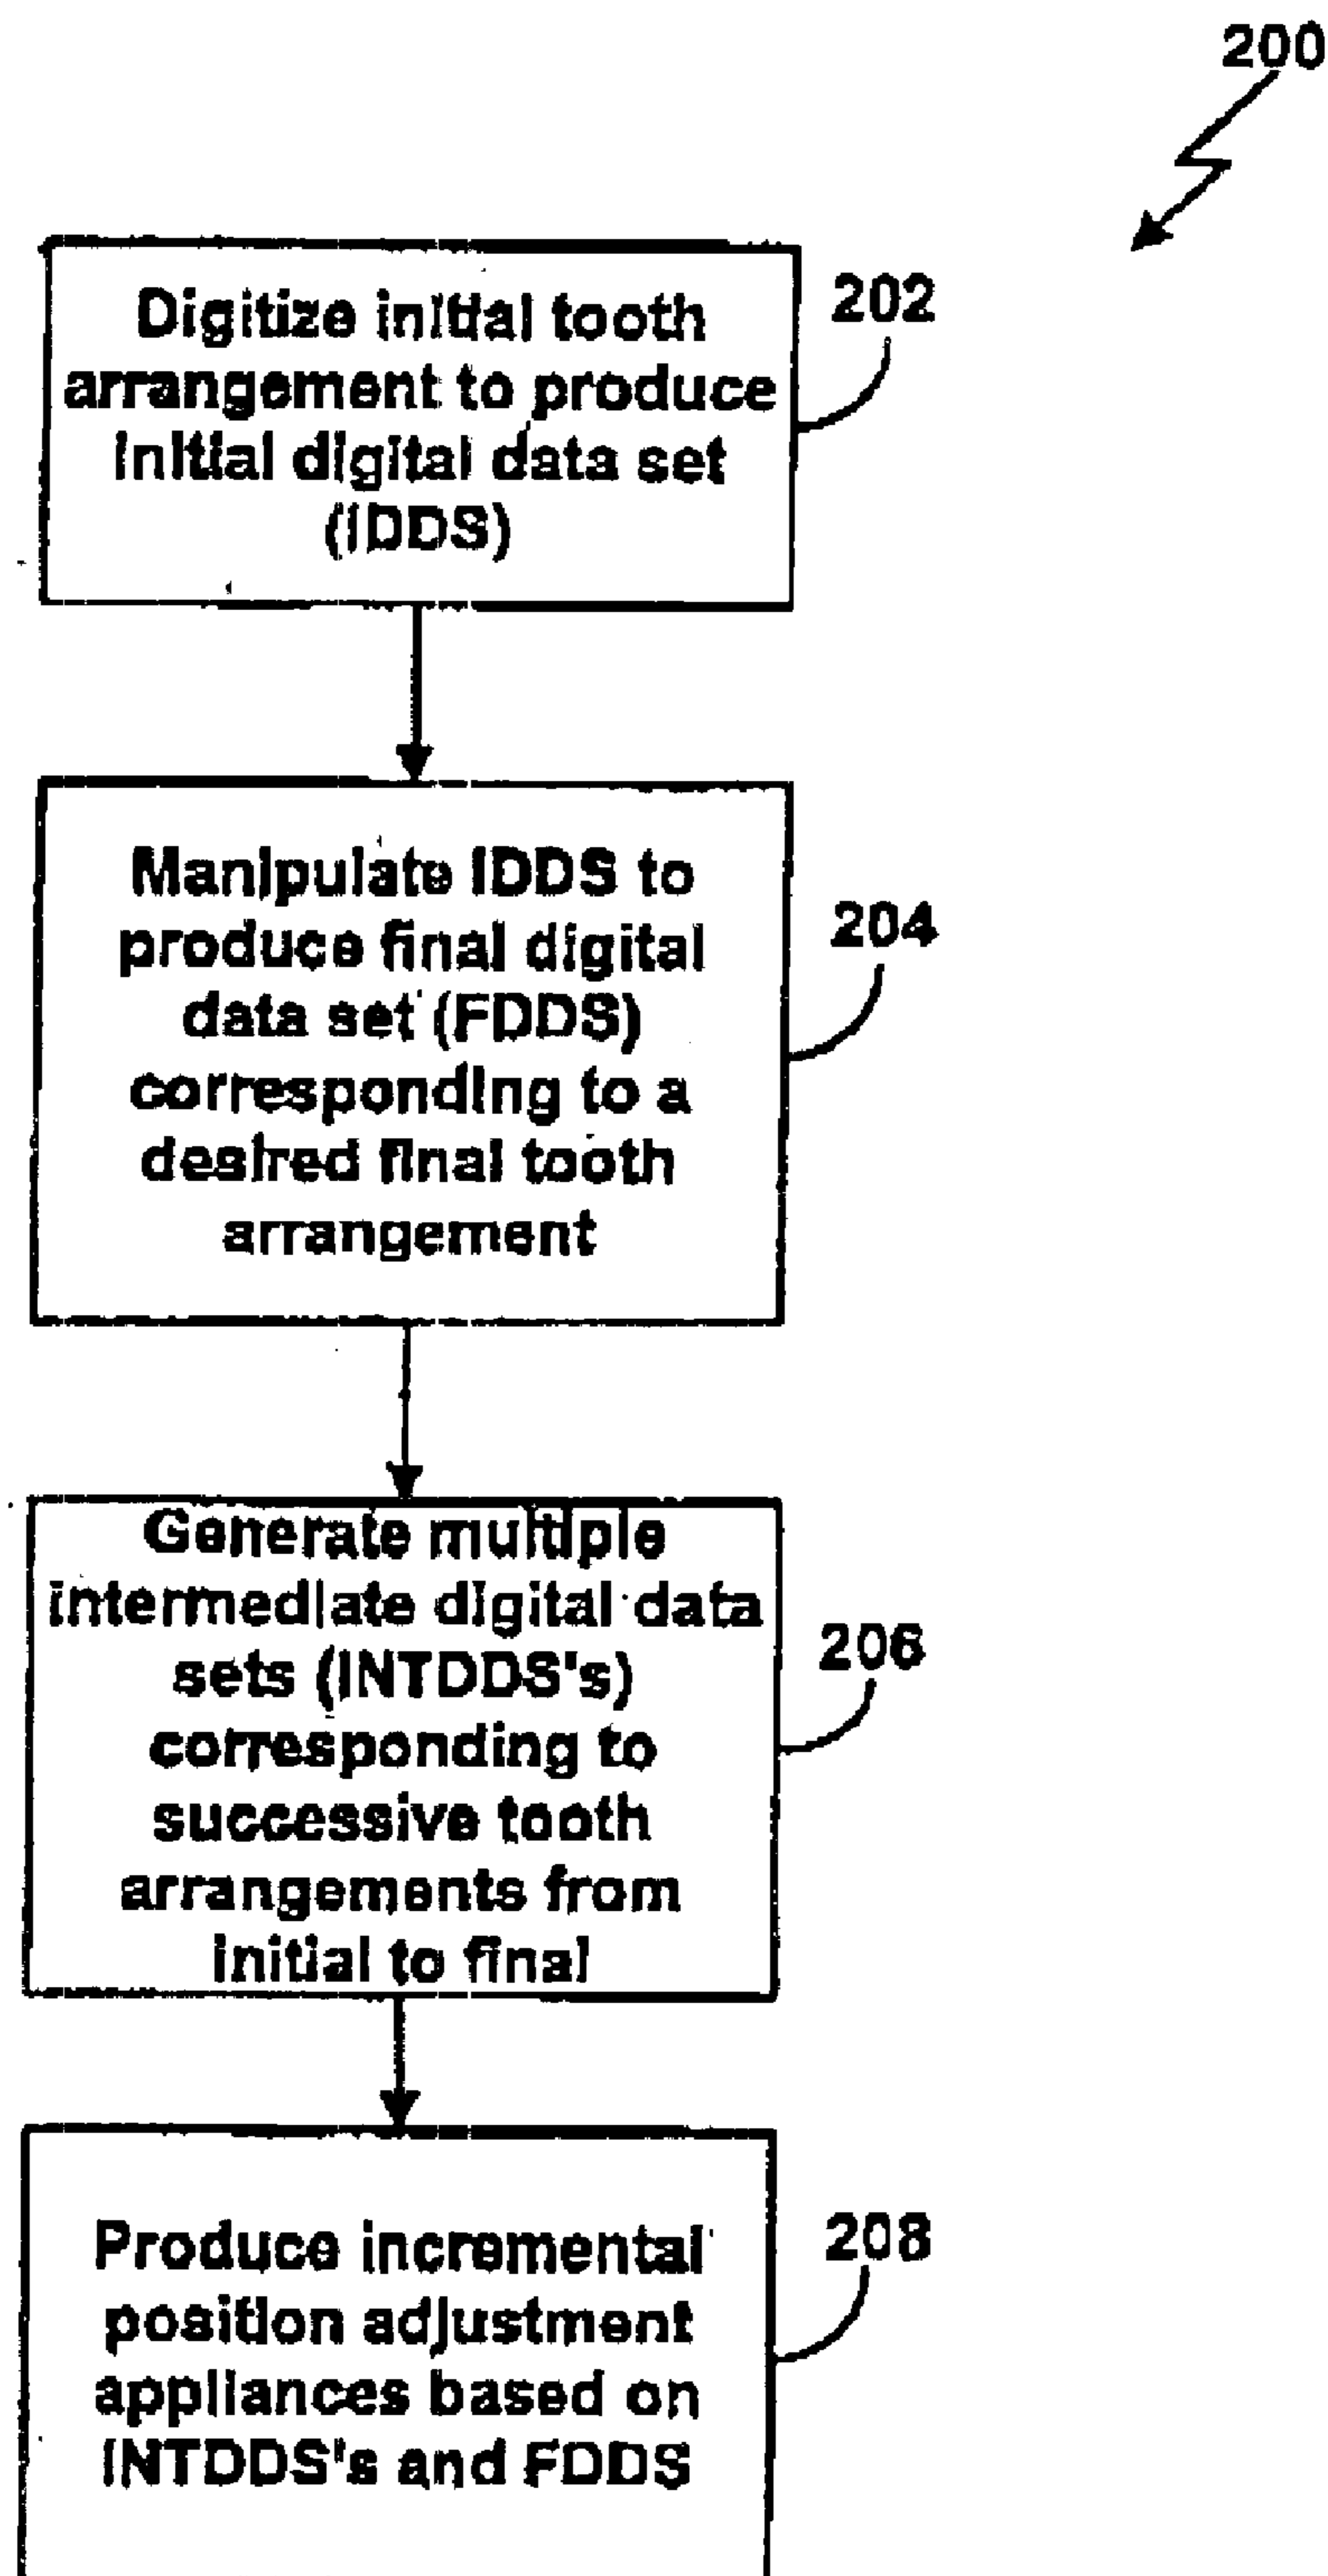 200
Digitize initial tooth
arrangement to produce
initial digital data set
(IDDS)
202
Manipulate IDDS to
produce final digital
data set (FDDS)
corresponding to a
desired final tooth
arrangement
204
Generate multiple
intermediate digital data
sets (INTDDS's)
corresponding to
successive tooth
arrangements from
initial to final
206
Produce incremental
position adjustment
appliances based on
INTDDS's and FDDS
208